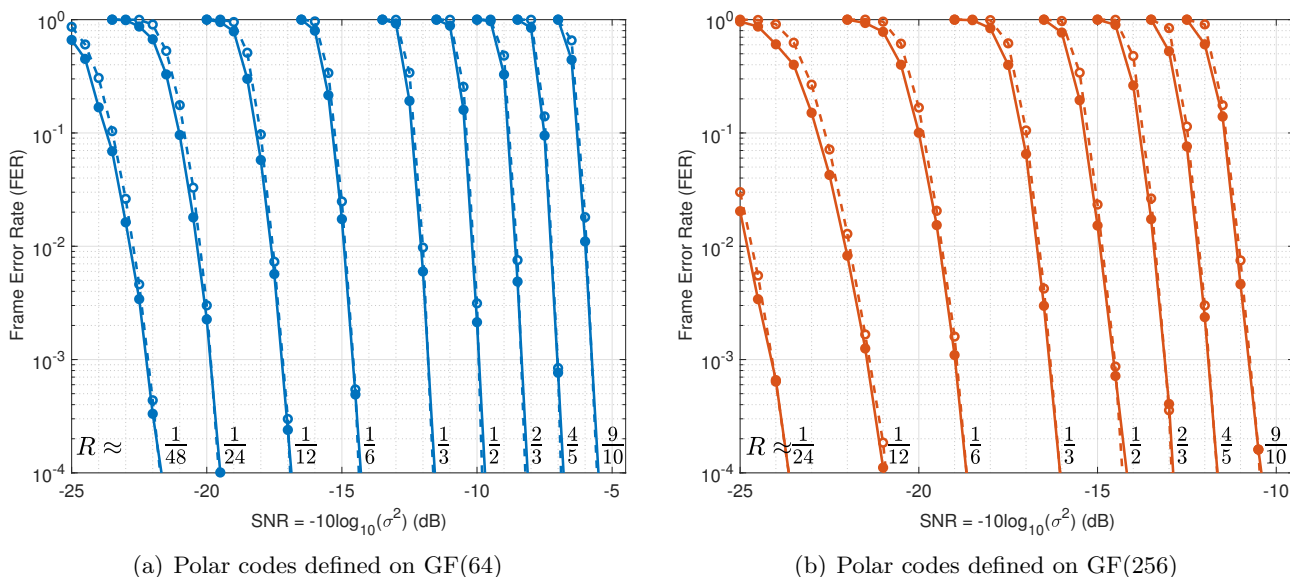 10^0
10^-1
10^-2
10^-3
10^-4
Frame Error Rate (FER)
R ≈ 1/48 1/24 1/12 1/6 1/3 1/2 2/3 4/5 9/10
-25 -20 -15 -10 -5
SNR = -10log_10(σ^2) (dB)
(a) Polar codes defined on GF(64)
10^0
10^-1
10^-2
10^-3
10^-4
Frame Error Rate (FER)
R ≈ 1/24 1/12 1/6 1/3 1/2 2/3 4/5 9/10
-25 -20 -15 -10
SNR = -10log_10(σ^2) (dB)
(b) Polar codes defined on GF(256)